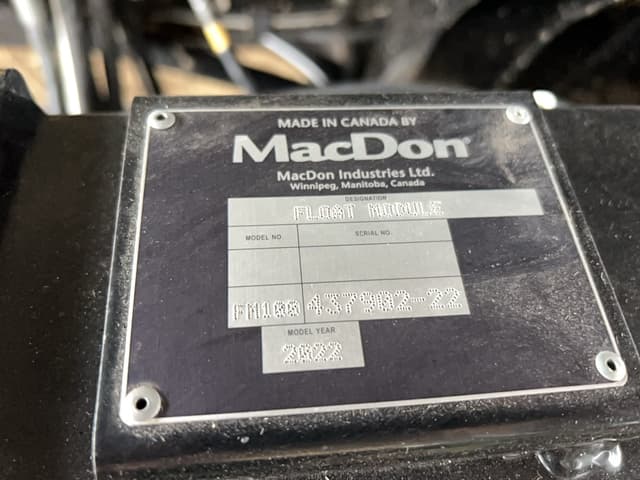 MADE IN CANADA BY
MacDon
MacDon Industries Ltd.
Winnipeg, Manitoba, Canada
DESIGNATION
FLOAT MODULE
MODEL NO. SERIAL NO.
FM100 437902-22
MODEL YEAR
2022